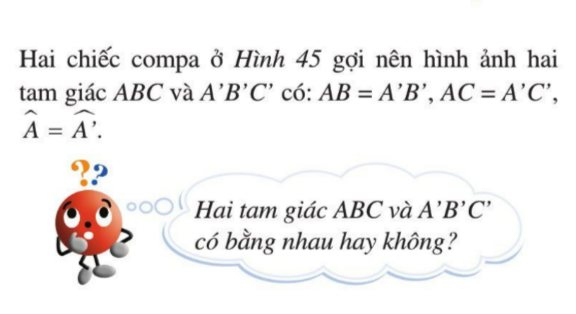 Hai chiếc compa ở Hình 45 gợi nên hình ảnh hai
tam giác ABC và A’B’C’ có: AB = A’B’, AC = A’C’,
Â = Â’.
??
Hai tam giác ABC và A’B’C’
có bằng nhau hay không?